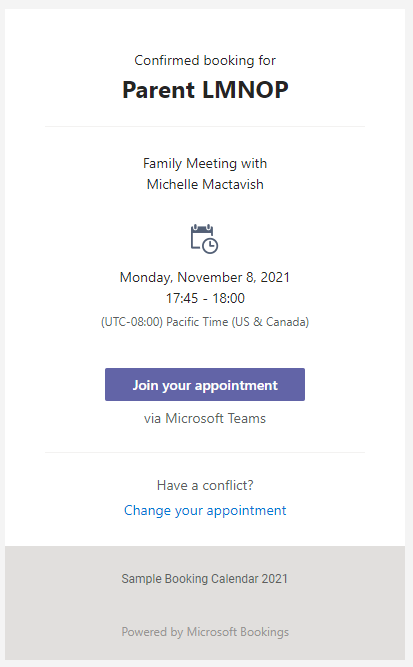 Confirmed booking for
Parent LMNOP
Family Meeting with
Michelle Mactavish
Monday, November 8, 2021
17:45 - 18:00
(UTC-08:00) Pacific Time (US & Canada)
Join your appointment
via Microsoft Teams
Have a conflict?
Change your appointment
Sample Booking Calendar 2021
Powered by Microsoft Bookings